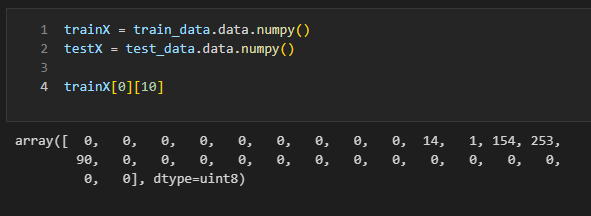 1 trainX = train_data.data.numpy()
2 testX = test_data.data.numpy()
3
4 trainX[0][10]
array([ 0, 0, 0, 0, 0, 0, 0, 0, 0, 14, 1, 154, 253,
90, 0, 0, 0, 0, 0, 0, 0, 0, 0, 0, 0, 0,
0, 0], dtype=uint8)